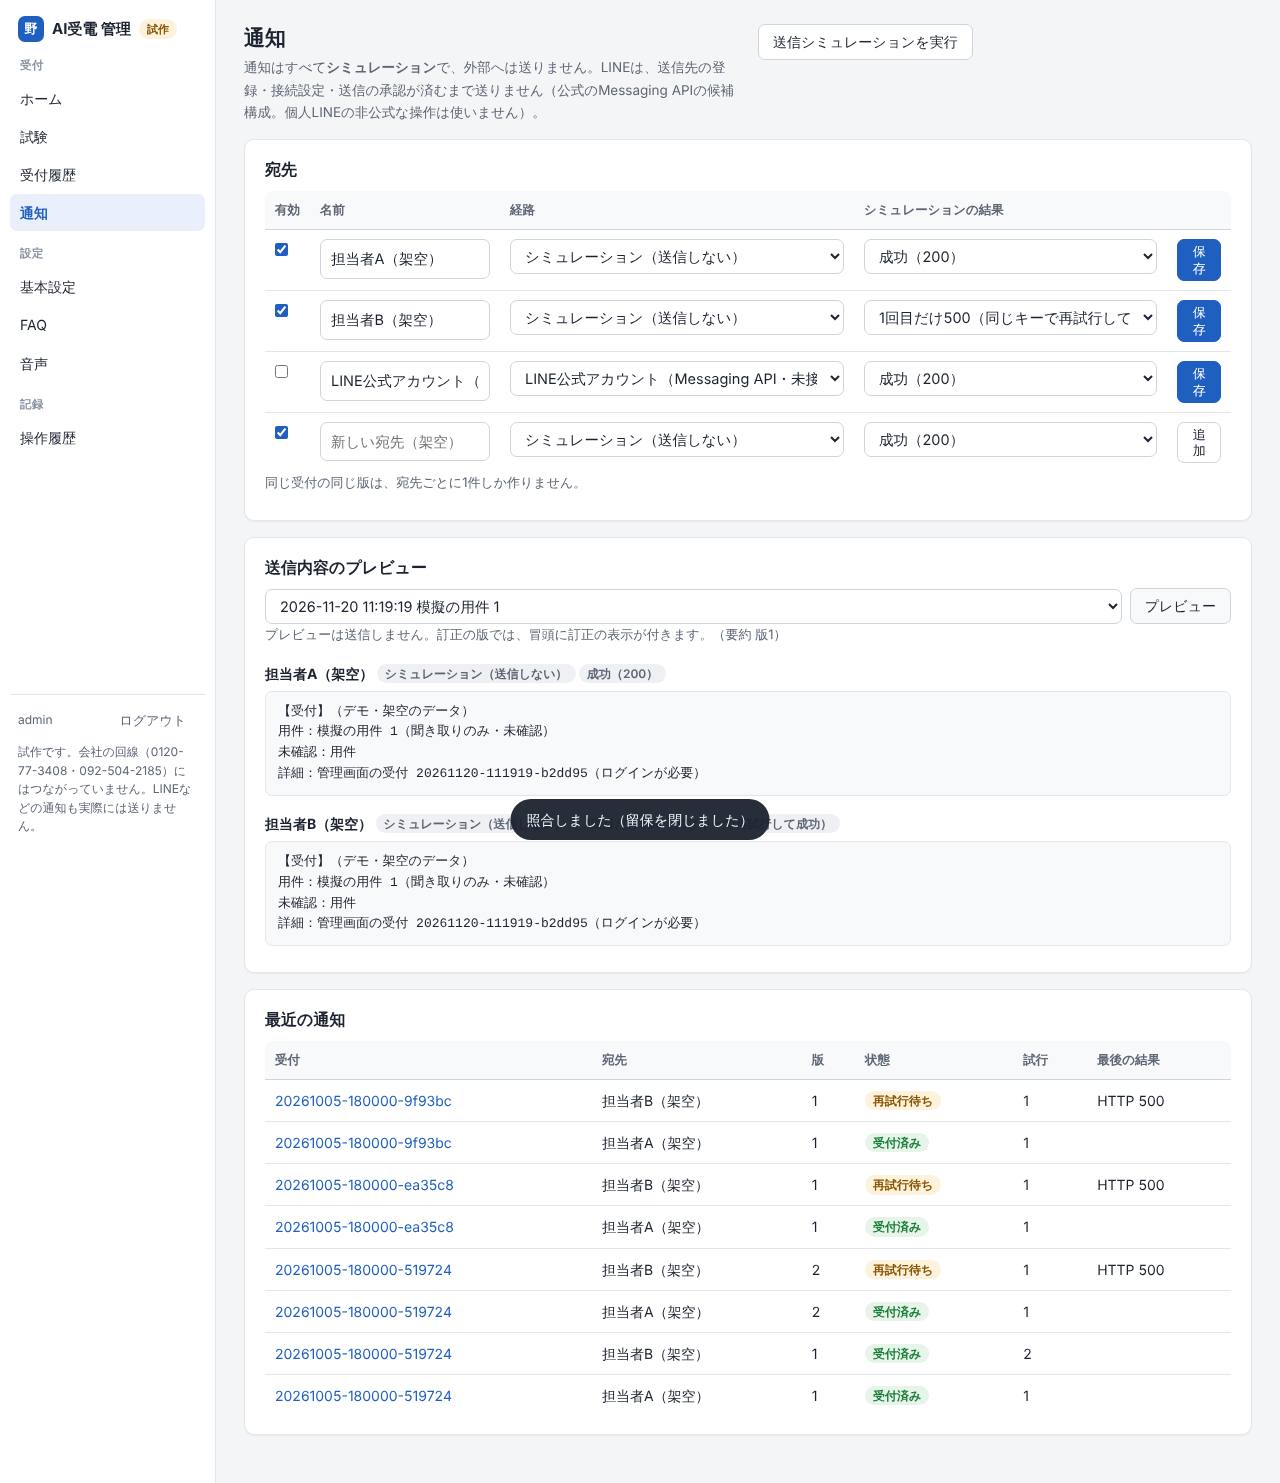 野 AI受電 管理 試作
受付
ホーム
試験
受付履歴
通知
設定
基本設定
FAQ
音声
記録
操作履歴
admin ログアウト
試作です。会社の回線（0120-
77-3408・092-504-2185）に
はつながっていません。LINEな
どの通知も実際には送りませ
ん。
通知
送信シミュレーションを実行
通知はすべてシミュレーションで、外部へは送りません。LINEは、送信先の登
録・接続設定・送信の承認が済むまで送りません（公式のMessaging APIの候補
構成。個人LINEの非公式な操作は使いません）。
宛先
有効 名前 経路 シミュレーションの結果
担当者A（架空） シミュレーション（送信しない） 成功（200） 保存
担当者B（架空） シミュレーション（送信しない） 1回目だけ500（同じキーで再試行して 保存
LINE公式アカウント（ LINE公式アカウント（Messaging API・未接 成功（200） 保存
新しい宛先（架空） シミュレーション（送信しない） 成功（200） 追加
同じ受付の同じ版は、宛先ごとに1件しか作りません。
送信内容のプレビュー
2026-11-20 11:19:19 模擬の用件 1 プレビュー
プレビューは送信しません。訂正の版では、冒頭に訂正の表示が付きます。（要約 版1）
担当者A（架空） シミュレーション（送信しない） 成功（200）
【受付】（デモ・架空のデータ）
用件：模擬の用件 1（聞き取りのみ・未確認）
未確認：用件
詳細：管理画面の受付 20261120-111919-b2dd95（ログインが必要）
照合しました（留保を閉じました）
担当者B（架空） シミュレーション（送信 して成功）
【受付】（デモ・架空のデータ）
用件：模擬の用件 1（聞き取りのみ・未確認）
未確認：用件
詳細：管理画面の受付 20261120-111919-b2dd95（ログインが必要）
最近の通知
受付 宛先 版 状態 試行 最後の結果
20261005-180000-9f93bc 担当者B（架空） 1 再試行待ち 1 HTTP 500
20261005-180000-9f93bc 担当者A（架空） 1 受付済み 1
20261005-180000-ea35c8 担当者B（架空） 1 再試行待ち 1 HTTP 500
20261005-180000-ea35c8 担当者A（架空） 1 受付済み 1
20261005-180000-519724 担当者B（架空） 2 再試行待ち 1 HTTP 500
20261005-180000-519724 担当者A（架空） 2 受付済み 1
20261005-180000-519724 担当者B（架空） 1 受付済み 2
20261005-180000-519724 担当者A（架空） 1 受付済み 1